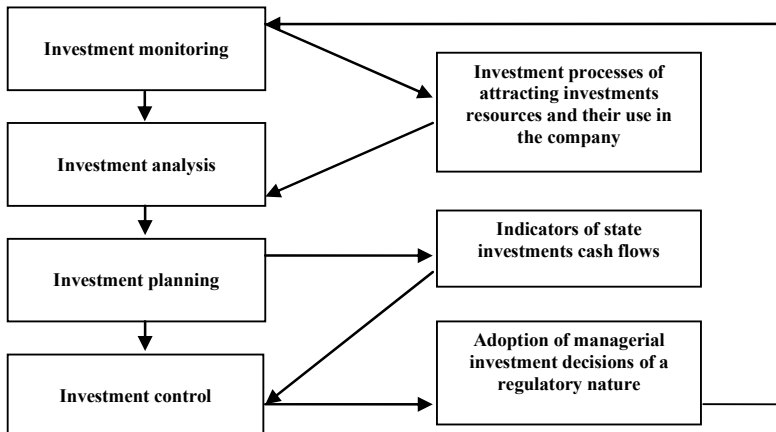 Investment monitoring
Investment processes of
attracting investments
resources and their use in
the company
Investment analysis
Indicators of state
investments cash flows
Investment planning
Adoption of managerial
investment decisions of a
regulatory nature
Investment control